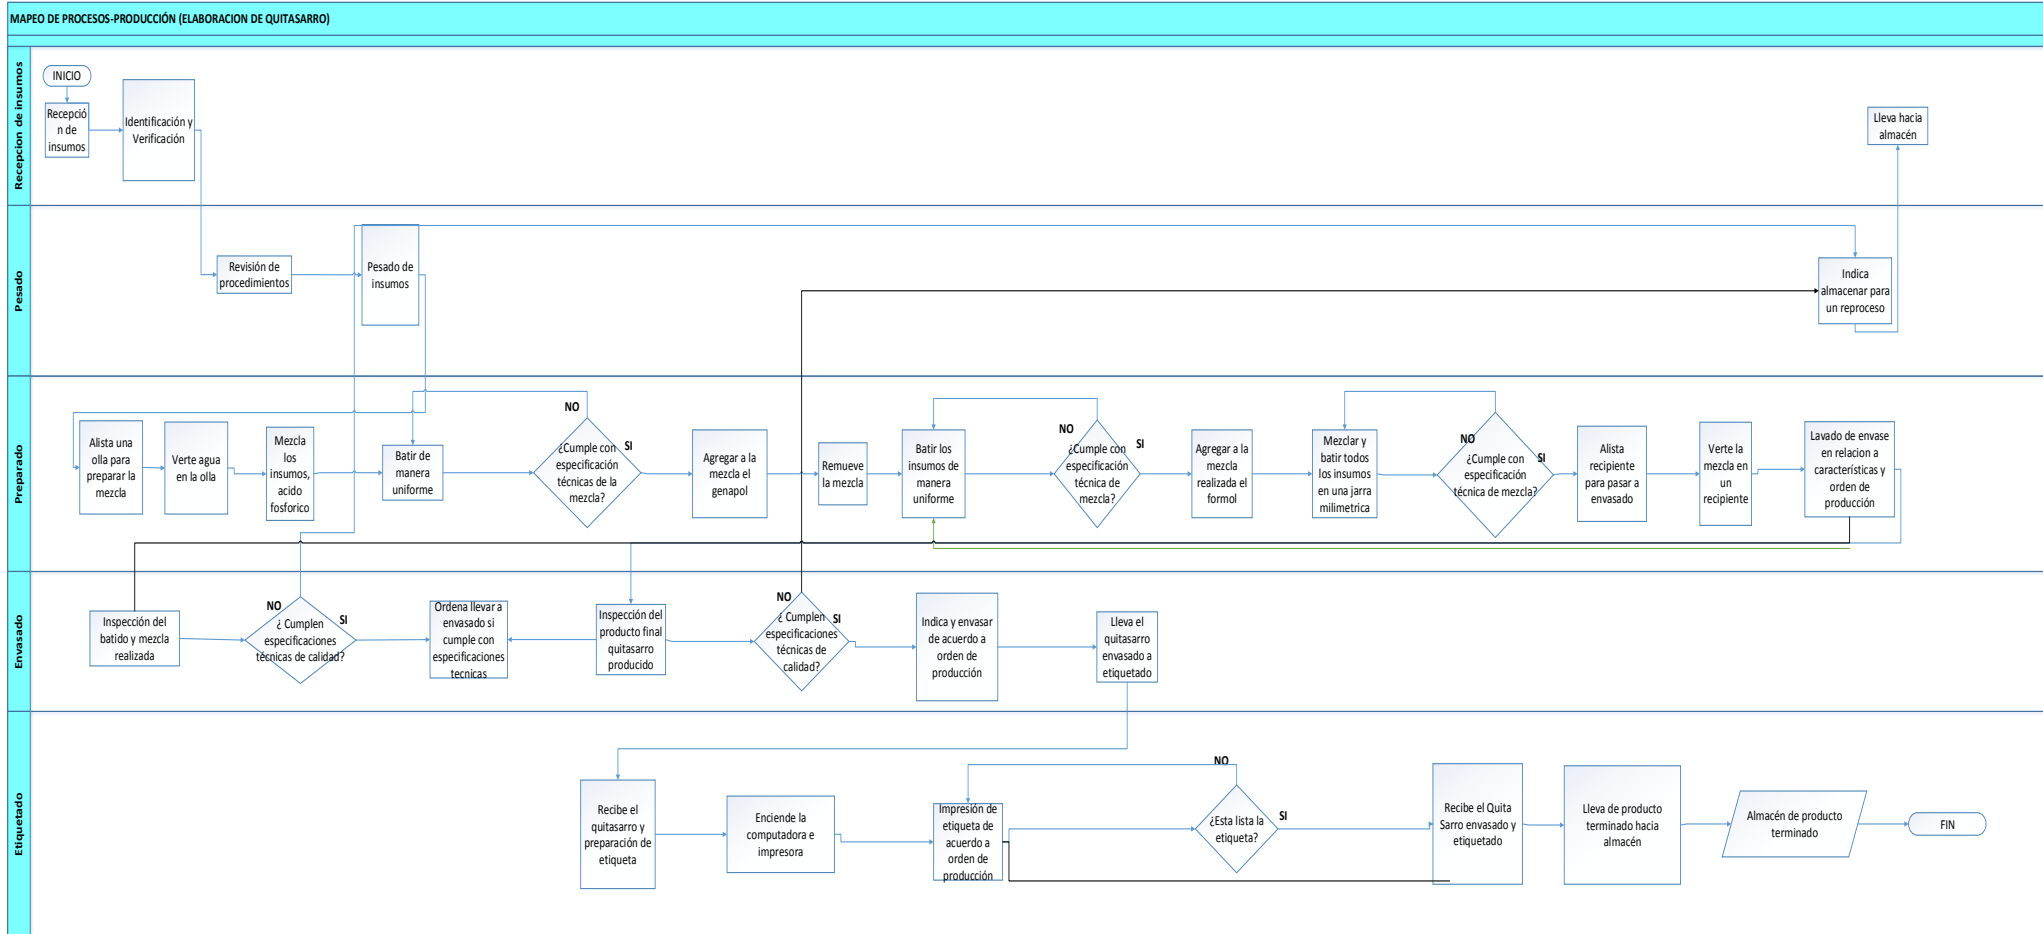 MAPEO DE PROCESOS-PRODUCCIÓN (ELABORACION DE QUITASARRO)
Recepcion de insumos
INICIO
Recepció
n de
insumos
Identificación y
Verificación
Lleva hacia
almacén
Pesado
Revisión de
procedimientos
Pesado de
insumos
Indica
almacenar para
un reproceso
Preparado
Alista una
olla para
preparar la
mezcla
Verte agua
en la olla
Mezcla
los
insumos,
acido
fosforico
Batir de
manera
uniforme
NO
¿Cumple con
especificación
técnicas de la
mezcla?
SI
Agregar a la
mezcla el
genapol
Remueve
la mezcla
Batir los
insumos de
manera
uniforme
NO
¿Cumple con
especificación
técnica de
mezcla?
SI
Agregar a la
mezcla
realizada el
formol
Mezclar y
batir todos
los insumos
en una jarra
milimetrica
NO
¿Cumple con
especificación
técnica de mezcla?
SI
Alista
recipiente
para pasar a
envasado
Verte la
mezcla en
un
recipiente
Lavado de envase
en relacion a
características y
orden de
producción
Envasado
Inspección del
batido y mezcla
realizada
NO
¿ Cumplen
especificaciones
técnicas de calidad?
SI
Ordena llevar a
envasado si
cumple con
especificaciones
tecnicas
Inspección del
producto final
quitasarro
producido
NO
¿ Cumplen
especificaciones
técnicas de
calidad?
SI
Indica y envasar
de acuerdo a
orden de
producción
Lleva el
quitasarro
envasado a
etiquetado
Etiquetado
Recibe el
quitasarro y
preparación de
etiqueta
Enciende la
computadora e
impresora
Impresión de
etiqueta de
acuerdo a
orden de
producción
NO
¿Esta lista la
etiqueta?
SI
Recibe el Quita
Sarro envasado y
etiquetado
Lleva de producto
terminado hacia
almacén
Almacén de producto
terminado
FIN